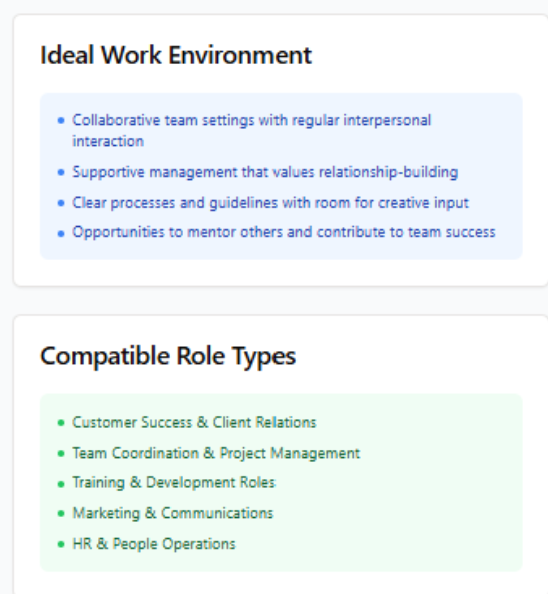 Ideal Work Environment
Collaborative team settings with regular interpersonal
interaction
Supportive management that values relationship-building
Clear processes and guidelines with room for creative input
Opportunities to mentor others and contribute to team success
Compatible Role Types
Customer Success & Client Relations
Team Coordination & Project Management
Training & Development Roles
Marketing & Communications
HR & People Operations